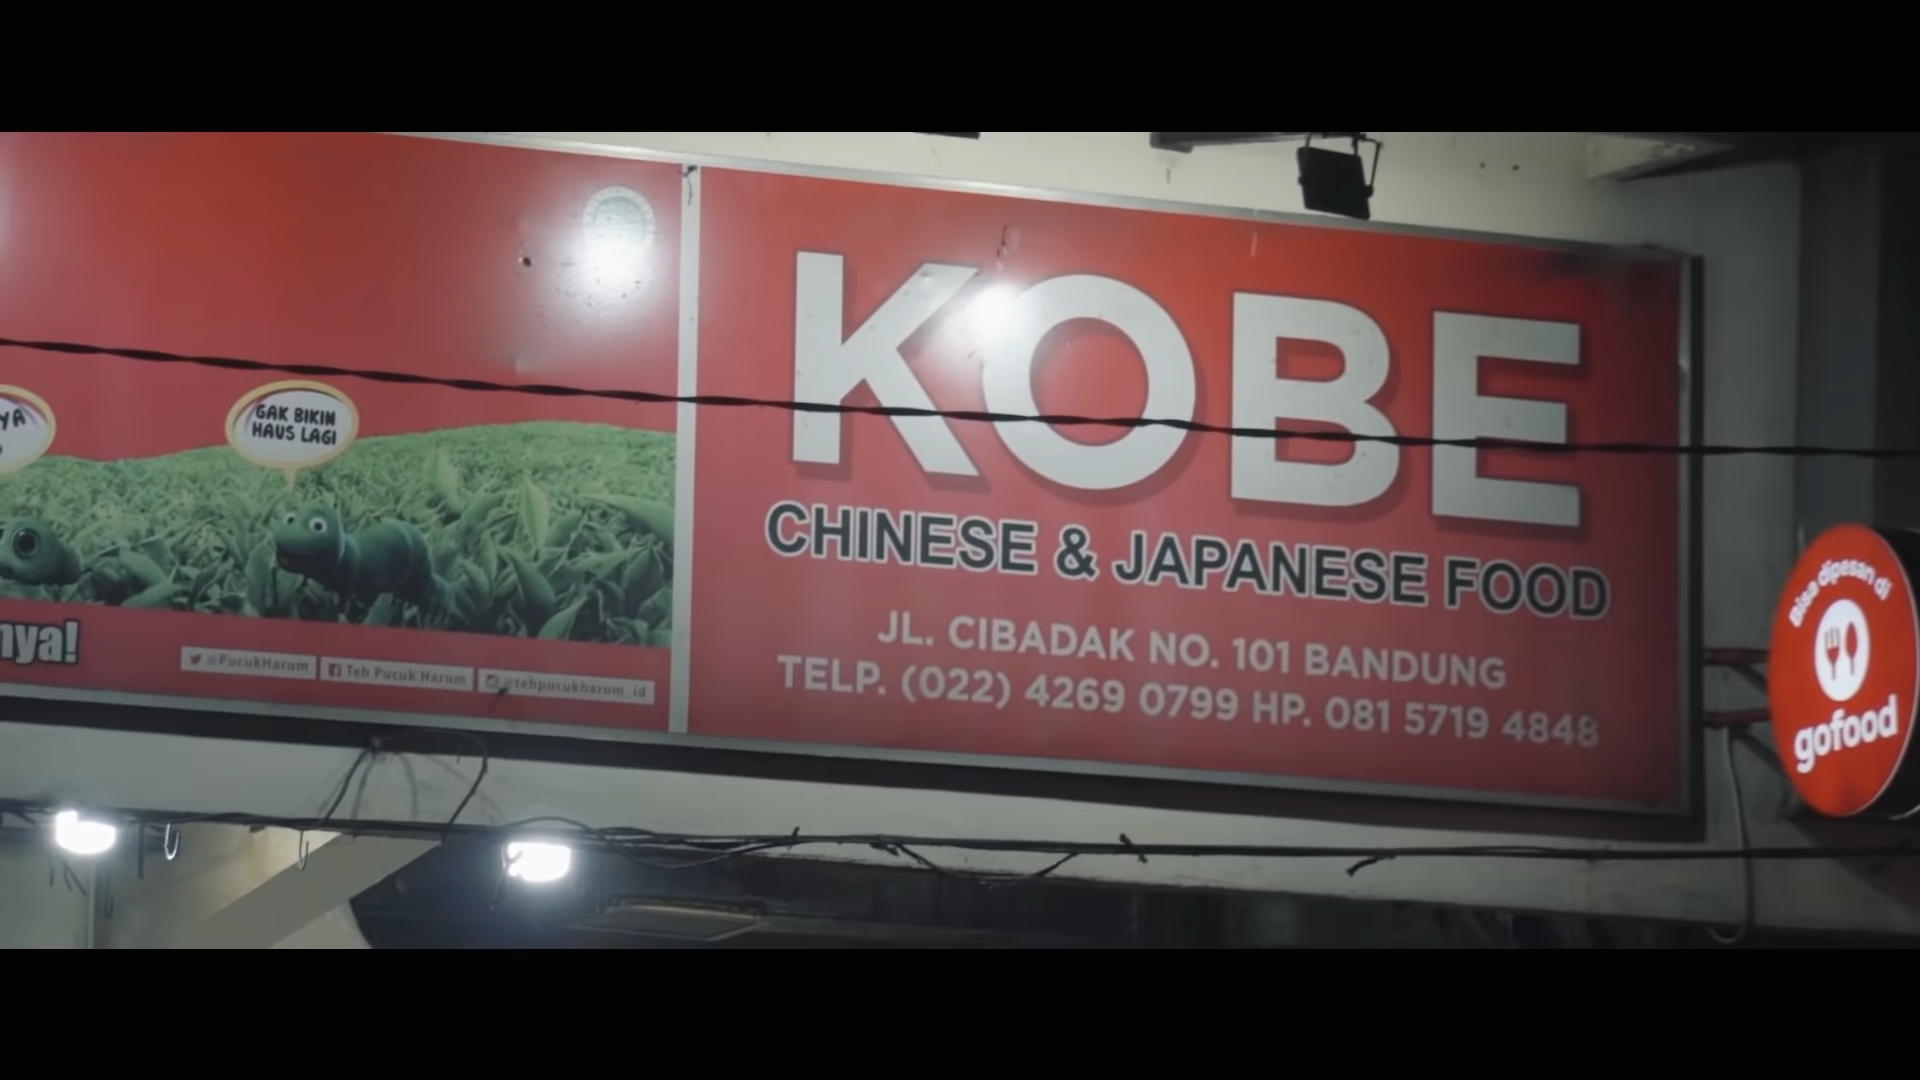 GAK BIKIN
HAUS LAGI
nya!
@PucukHarum
Teh Pucuk Harum
@tehpucukharum_id
KOBE
CHINESE & JAPANESE FOOD
JL. CIBADAK NO. 101 BANDUNG
TELP. (022) 4269 0799 HP. 081 5719 4848
Bisa dipesan di
gofood